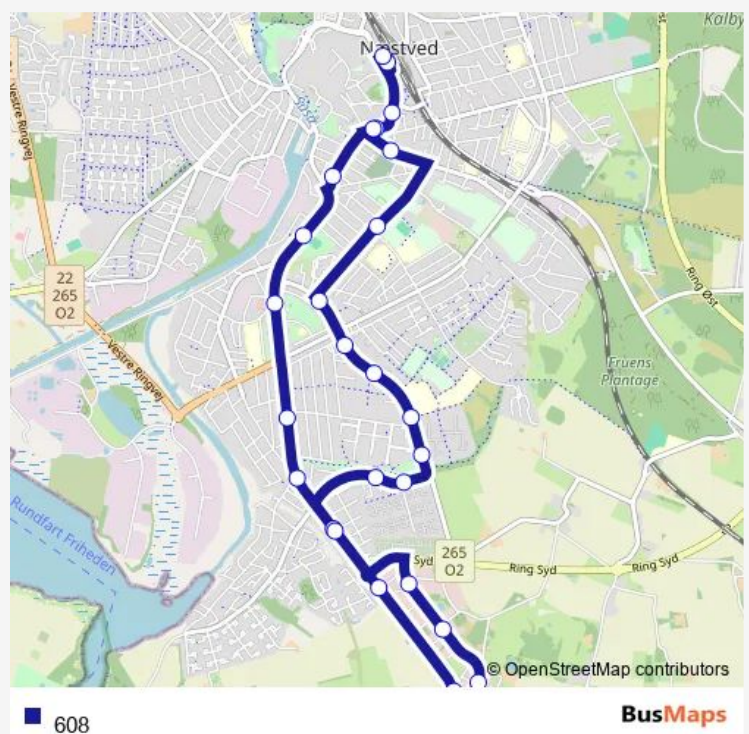 Kalby
Næstved
Suså
Vestre Ringvej
22
265
O2
Ring Øst
Vestre Ringvej
Fruens
Plantage
Rundfart Friheden
265
O2
Syd
Ring Syd
Ring Syd
© OpenStreetMap contributors
608
BusMaps